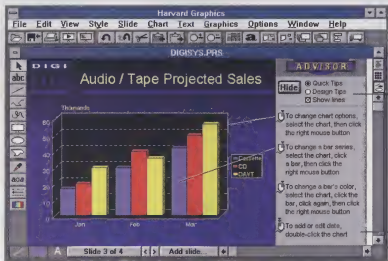 Harvard Graphics
File Edit View Style Slide Chart Text Graphics Options Window Help
DIGISYS.PRS
DIGI
Audio / Tape Projected Sales
Thousands
80
60
50
40
30
20
10
0
Jan Feb Mar
Cassette
CD
DAYT
ADVISOR
Hide
Quick Tips
Design Tips
Show lines
To change chart options,
select the chart, then click
the right mouse button
To change a bar series,
select the chart, click
a bar, then click the
right mouse button
To change a bar's color,
select the chart, click the
bar, click again, then click
the right mouse button
To add or edit data,
double-click the chart
abc
A Slide 3 of 4 < > Add slide...